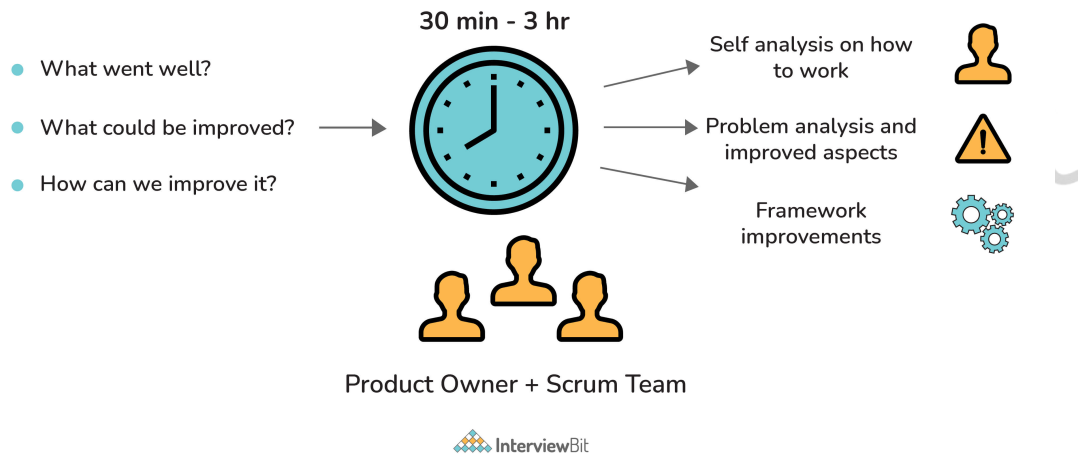 30 min - 3 hr
What went well?
What could be improved?
How can we improve it?
Self analysis on how
to work
Problem analysis and
improved aspects
Framework
improvements
Product Owner + Scrum Team
InterviewBit